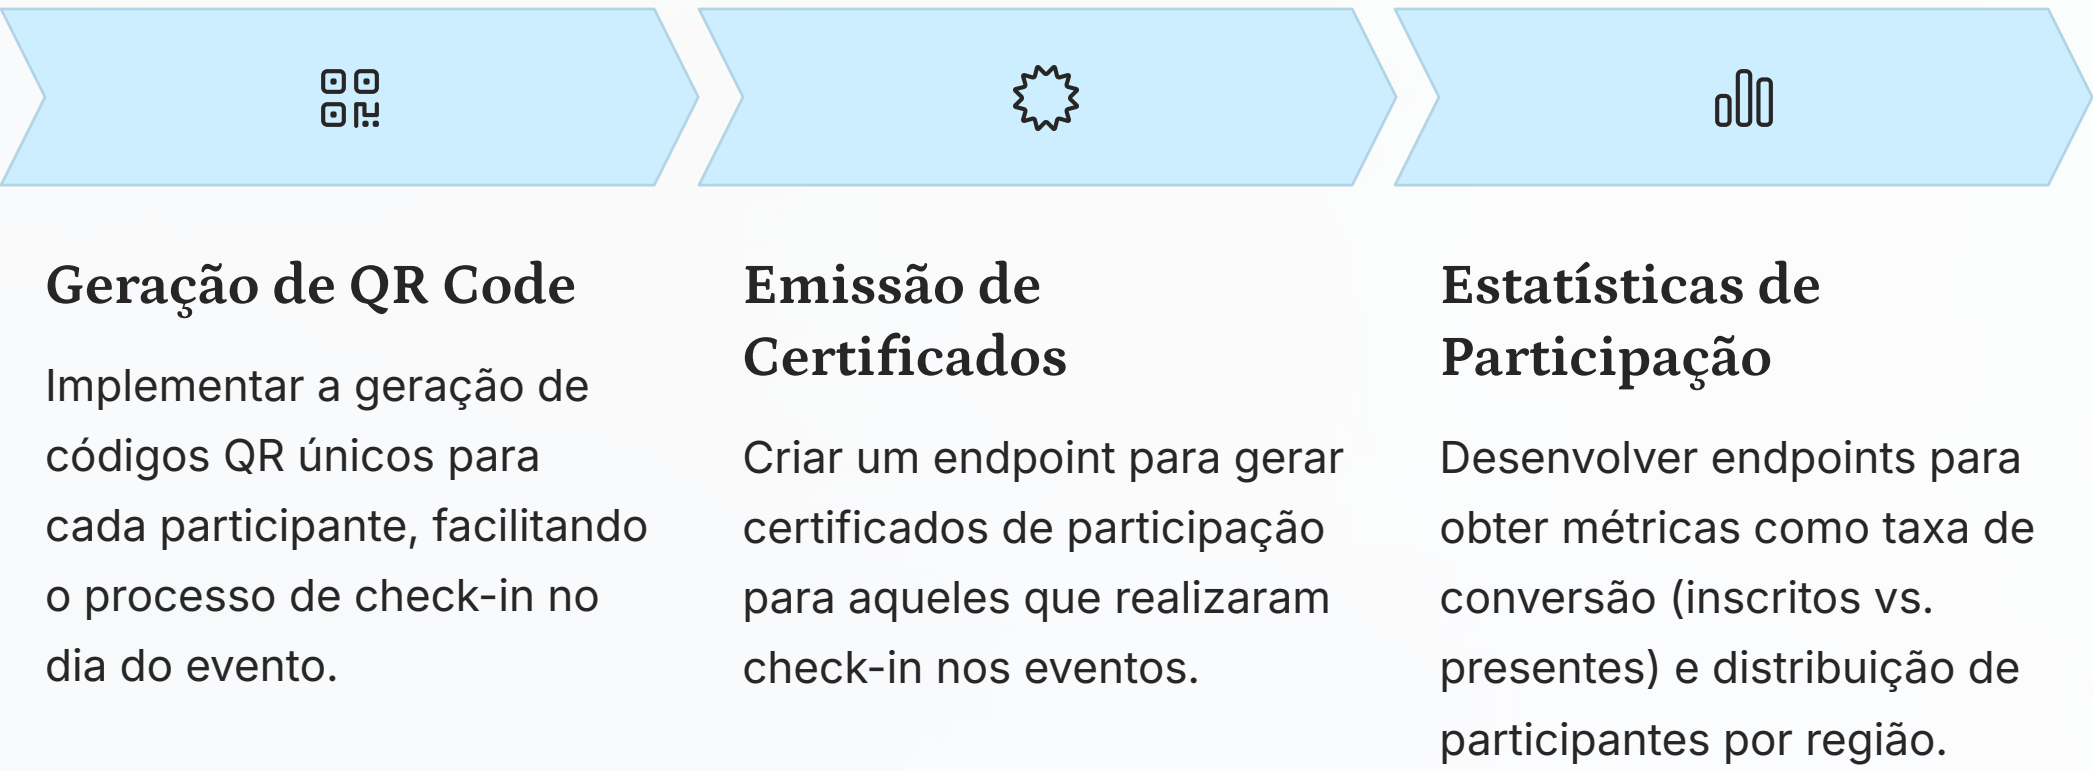 Geração de QR Code
Implementar a geração de
códigos QR únicos para
cada participante, facilitando
o processo de check-in no
dia do evento.
Emissão de
Certificados
Criar um endpoint para gerar
certificados de participação
para aqueles que realizaram
check-in nos eventos.
Estatísticas de
Participação
Desenvolver endpoints para
obter métricas como taxa de
conversão (inscritos vs.
presentes) e distribuição de
participantes por região.